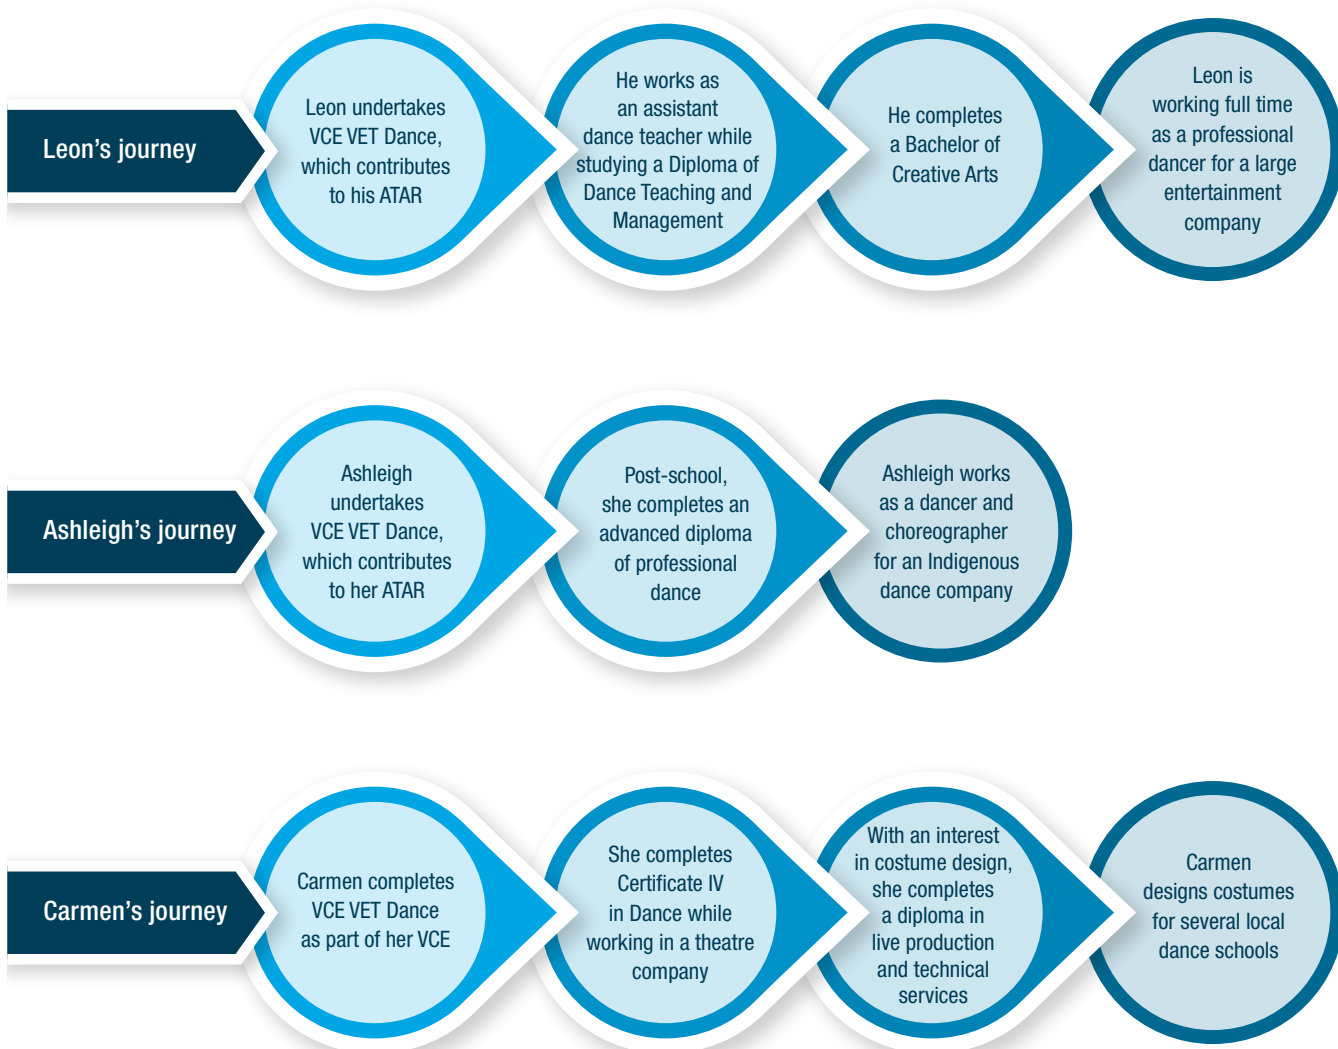 Leon's journey
Leon undertakes
VCE VET Dance,
which contributes
to his ATAR
He works as
an assistant
dance teacher while
studying a Diploma of
Dance Teaching and
Management
He completes
a Bachelor of
Creative Arts
Leon is
working full time
as a professional
dancer for a large
entertainment
company
Ashleigh's journey
Ashleigh
undertakes
VCE VET Dance,
which contributes
to her ATAR
Post-school,
she completes an
advanced diploma
of professional
dance
Ashleigh works
as a dancer and
choreographer
for an Indigenous
dance company
Carmen's journey
Carmen completes
VCE VET Dance
as part of her VCE
She completes
Certificate IV
in Dance while
working in a theatre
company
With an interest
in costume design,
she completes
a diploma in
live production
and technical
services
Carmen
designs costumes
for several local
dance schools